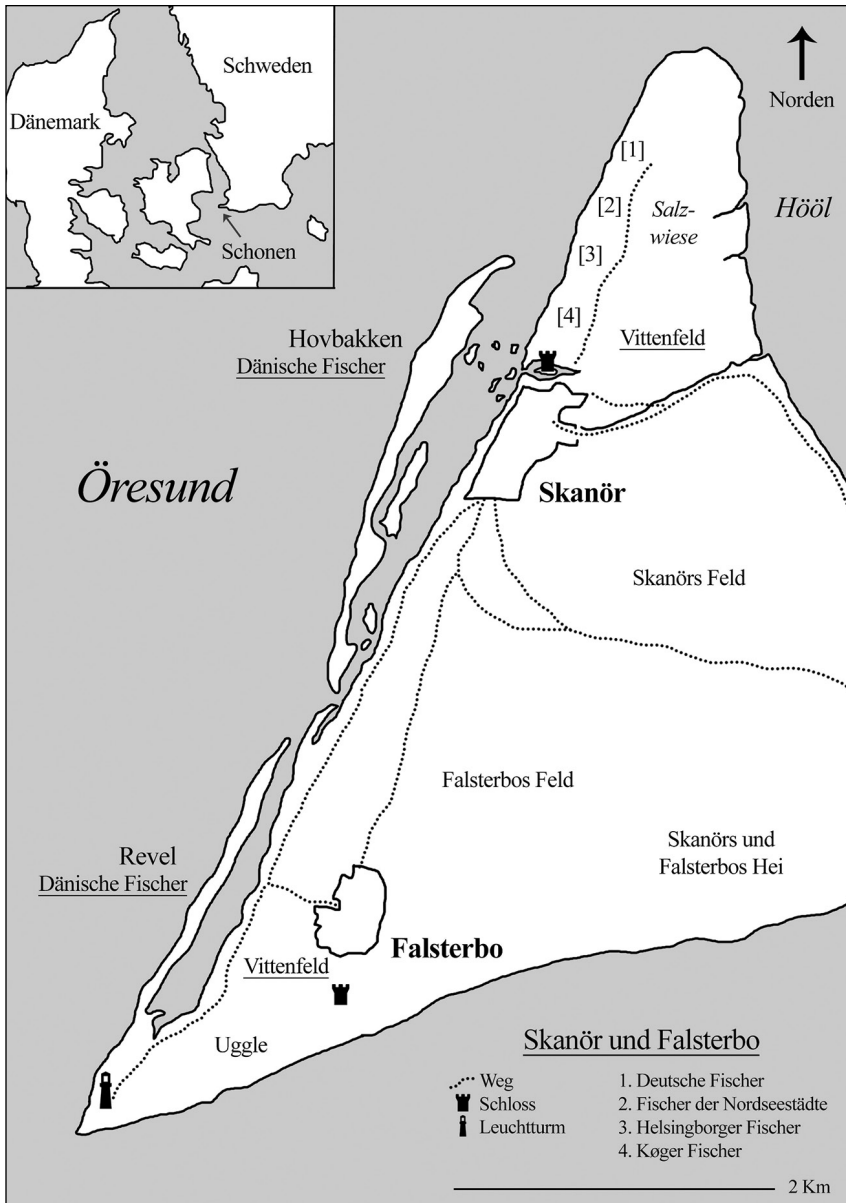 Schweden
Dänemark
Schonen
Norden
[1]
[2]
Salz-
wiese
Hööl
[3]
[4]
Vittenfeld
Hovbakken
Dänische Fischer
Öresund
Skanör
Skanörs Feld
Falsterbos Feld
Skanörs und
Falsterbos Hei
Revel
Dänische Fischer
Falsterbo
Vittenfeld
Uggle
Skanör und Falsterbo
Weg
Schloss
Leuchtturm
1. Deutsche Fischer
2. Fischer der Nordseestädte
3. Helsingborger Fischer
4. Køger Fischer
2 Km